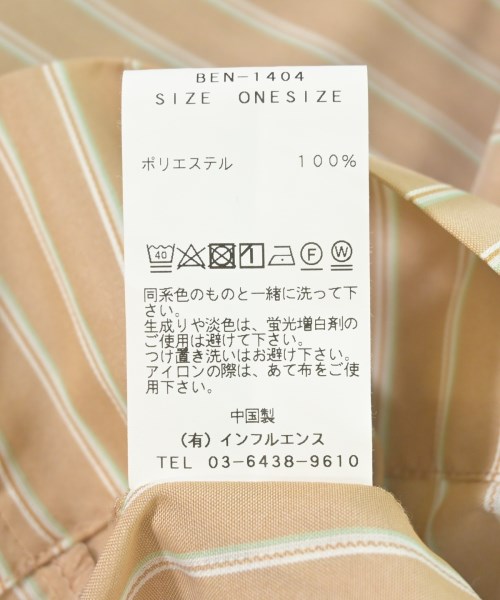 BEN-1404
SIZE ONESIZE
ポリエステル 100%
40 F W
同系色のものと一緒に洗って下
さい。
生成りや淡色は、蛍光増白剤の
ご使用は避けて下さい。
つけ置き洗いはお避け下さい。
アイロンの際は、あて布をご使
用下さい。
中国製
(有)インフルエンス
TEL 03-6438-9610